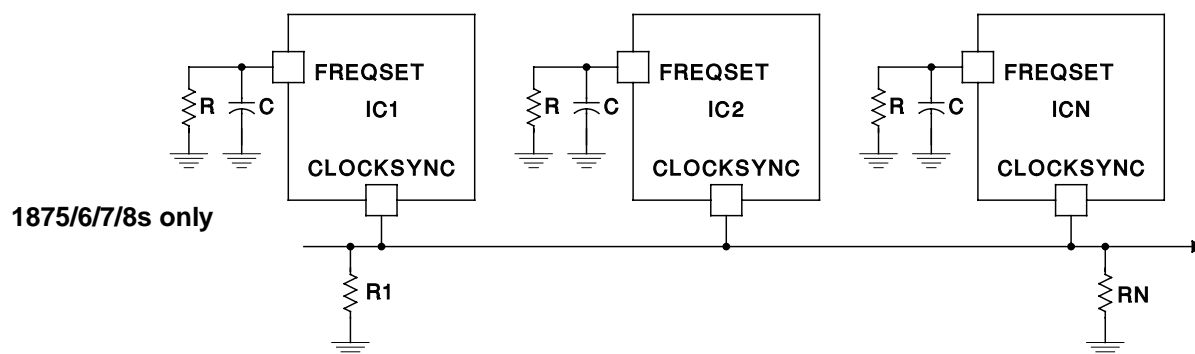 FREQSET
R
C
IC1
CLOCKSYNC
FREQSET
R
C
IC2
CLOCKSYNC
FREQSET
R
C
ICN
CLOCKSYNC
1875/6/7/8s only
R1
RN